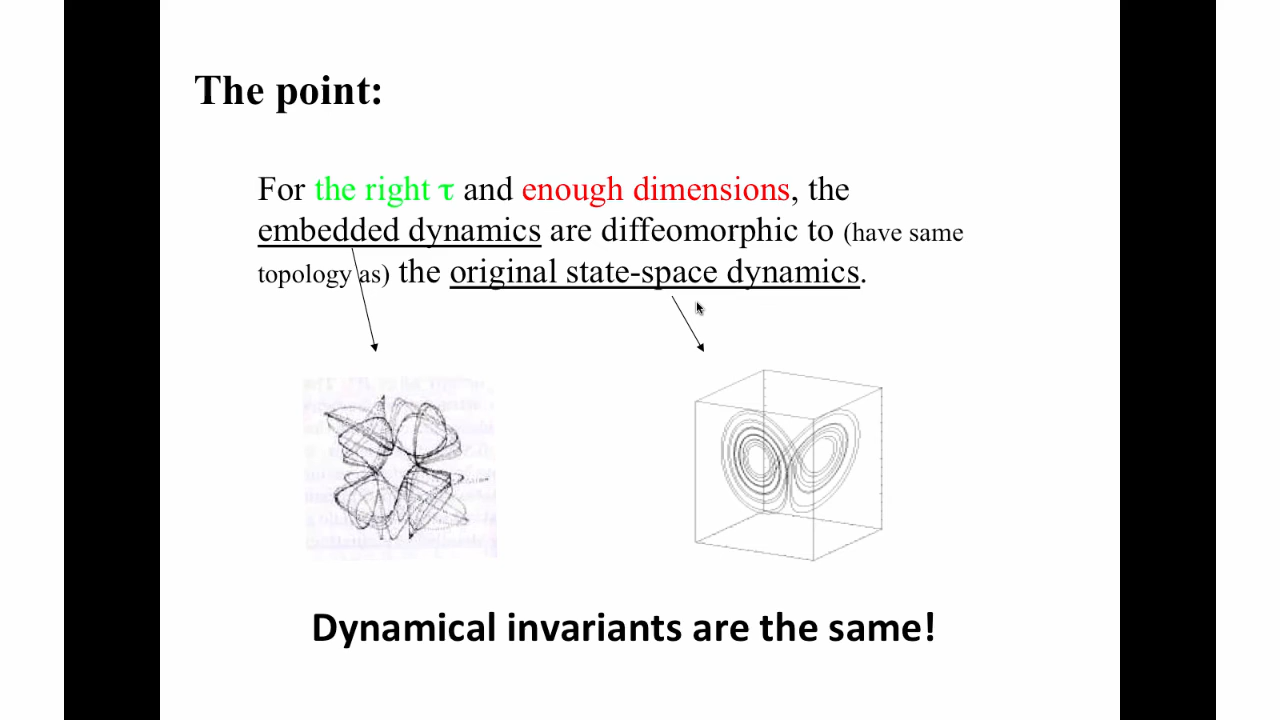 The point:
For the right τ and enough dimensions, the
embedded dynamics are diffeomorphic to (have same
topology as) the original state-space dynamics.
Dynamical invariants are the same!